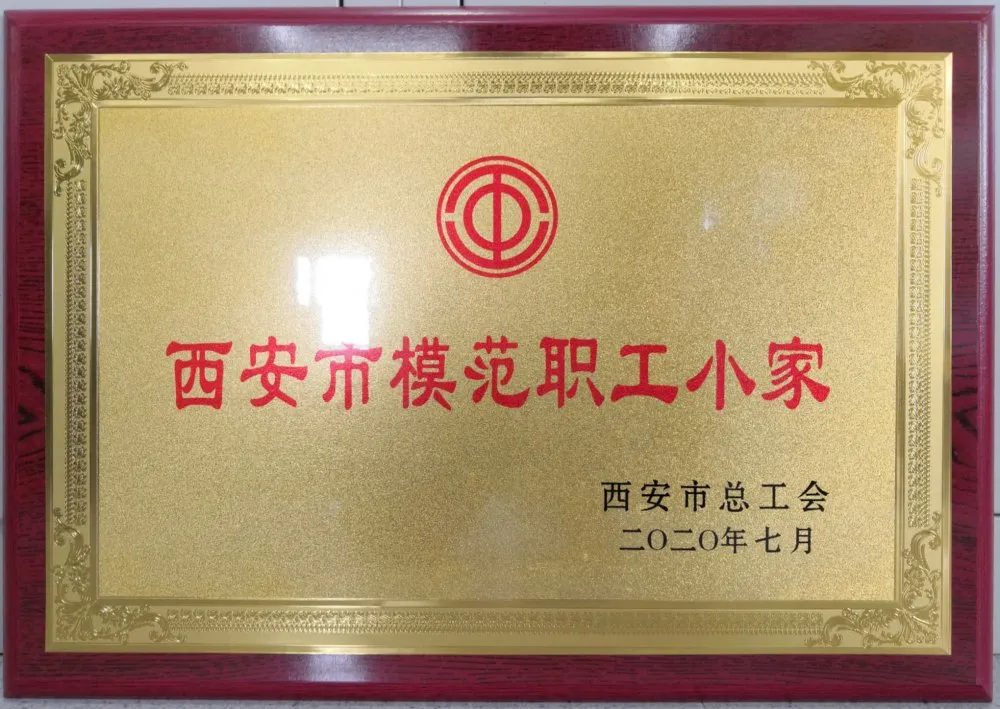 西安市模范职工小家
西安市总工会
二〇二〇年七月